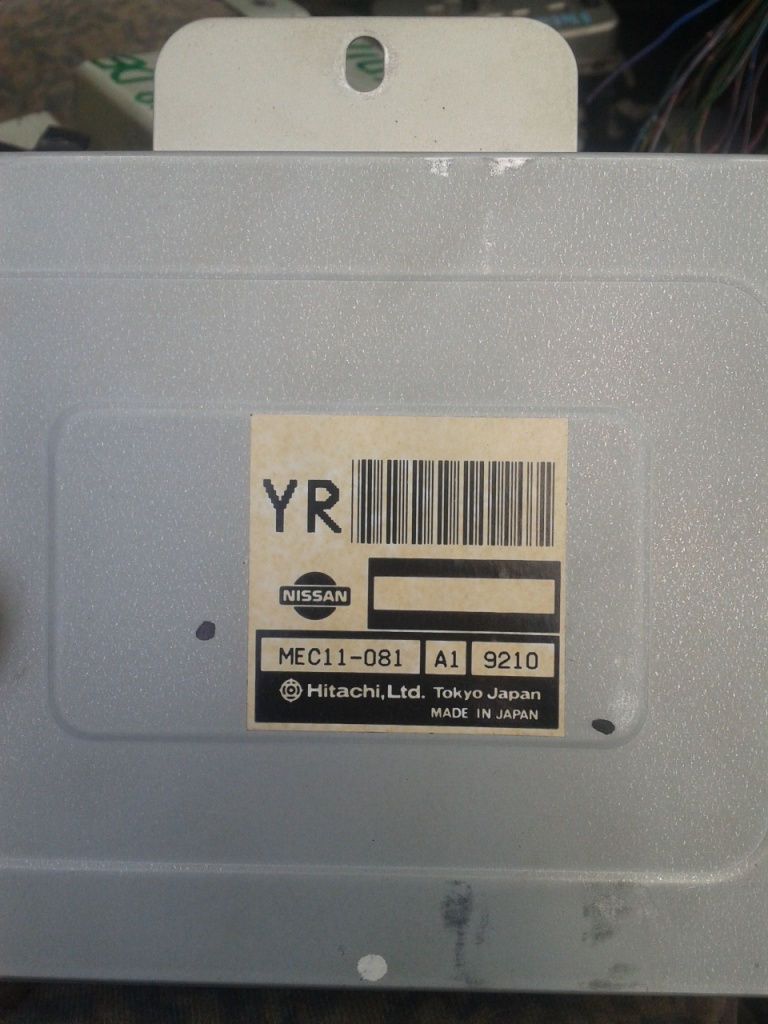 YR
NISSAN
MEC11-081 A1 9210
Hitachi,Ltd. Tokyo Japan
MADE IN JAPAN